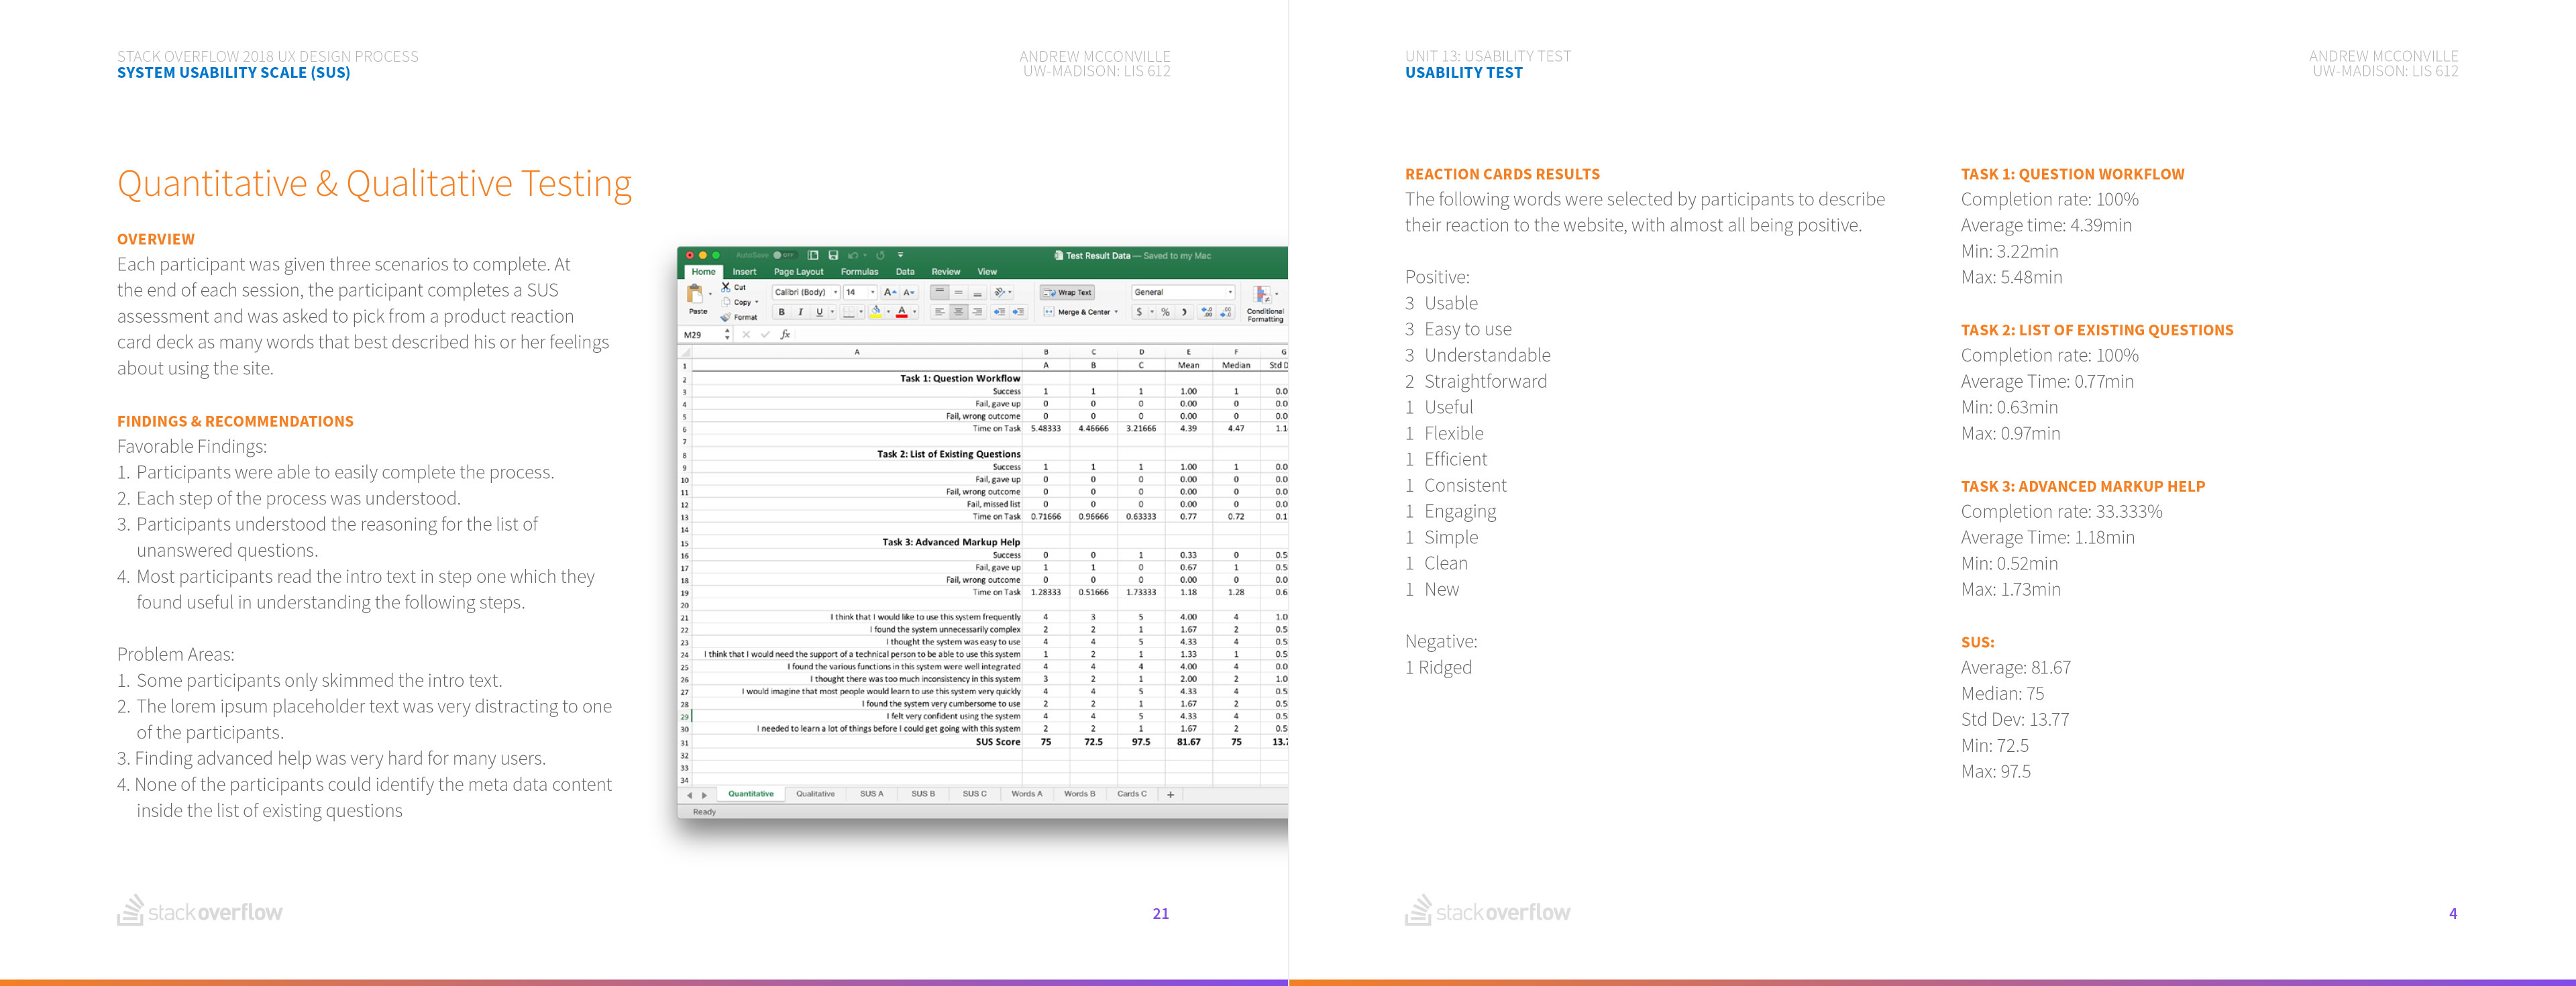 STACK OVERFLOW 2018 UX DESIGN PROCESS
SYSTEM USABILITY SCALE (SUS)
ANDREW MCCONVILLE
UW-MADISON: LIS 612
Quantitative & Qualitative Testing
OVERVIEW
Each participant was given three scenarios to complete. At
the end of each session, the participant completes a SUS
assessment and was asked to pick from a product reaction
card deck as many words that best described his or her feelings
about using the site.
FINDINGS & RECOMMENDATIONS
Favorable Findings:
1. Participants were able to easily complete the process.
2. Each step of the process was understood.
3. Participants understood the reasoning for the list of
unanswered questions.
4. Most participants read the intro text in step one which they
found useful in understanding the following steps.
Problem Areas:
1. Some participants only skimmed the intro text.
2. The lorem ipsum placeholder text was very distracting to one
of the participants.
3. Finding advanced help was very hard for many users.
4. None of the participants could identify the meta data content
inside the list of existing questions
AutoSave OFF Test Result Data — Saved to my Mac
Home Insert Page Layout Formulas Data Review View
Paste Cut Copy Format Calibri (Body) 14 A A Wrap Text General
B I U A Merge & Center $ % Conditional Formatting
M29 fx
A B C D E F G
1 A B C Mean Median Std D
2 Task 1: Question Workflow
3 Success 1 1 1 1.00 1 0.0
4 Fail, gave up 0 0 0 0.00 0 0.0
5 Fail, wrong outcome 0 0 0 0.00 0 0.0
6 Time on Task 5.48333 4.46666 3.21666 4.39 4.47 1.1
7
8 Task 2: List of Existing Questions
9 Success 1 1 1 1.00 1 0.0
10 Fail, gave up 0 0 0 0.00 0 0.0
11 Fail, wrong outcome 0 0 0 0.00 0 0.0
12 Fail, missed list 0 0 0 0.00 0 0.0
13 Time on Task 0.71666 0.96666 0.63333 0.77 0.72 0.1
14
15 Task 3: Advanced Markup Help
16 Success 0 0 1 0.33 0 0.5
17 Fail, gave up 1 1 0 0.67 1 0.5
18 Fail, wrong outcome 0 0 0 0.00 0 0.0
19 Time on Task 1.28333 0.51666 1.73333 1.18 1.28 0.6
20
21 I think that I would like to use this system frequently 4 3 5 4.00 4 1.0
22 I found the system unnecessarily complex 2 2 1 1.67 2 0.5
23 I thought the system was easy to use 4 4 5 4.33 4 0.5
24 I think that I would need the support of a technical person to be able to use this system 1 2 1 1.33 1 0.5
25 I found the various functions in this system were well integrated 4 4 4 4.00 4 0.0
26 I thought there was too much inconsistency in this system 3 2 1 2.00 2 1.0
27 I would imagine that most people would learn to use this system very quickly 4 4 5 4.33 4 0.5
28 I found the system very cumbersome to use 2 2 1 1.67 2 0.5
29 I felt very confident using the system 4 4 5 4.33 4 0.5
30 I needed to learn a lot of things before I could get going with this system 2 2 1 1.67 2 0.5
31 SUS Score 75 72.5 97.5 81.67 75 13.7
32
33
34
Quantitative Qualitative SUS A SUS B SUS C Words A Words B Cards C +
Ready
stackoverflow
21
UNIT 13: USABILITY TEST
USABILITY TEST
ANDREW MCCONVILLE
UW-MADISON: LIS 612
REACTION CARDS RESULTS
The following words were selected by participants to describe
their reaction to the website, with almost all being positive.
Positive:
3 Usable
3 Easy to use
3 Understandable
2 Straightforward
1 Useful
1 Flexible
1 Efficient
1 Consistent
1 Engaging
1 Simple
1 Clean
1 New
Negative:
1 Ridged
TASK 1: QUESTION WORKFLOW
Completion rate: 100%
Average time: 4.39min
Min: 3.22min
Max: 5.48min
TASK 2: LIST OF EXISTING QUESTIONS
Completion rate: 100%
Average Time: 0.77min
Min: 0.63min
Max: 0.97min
TASK 3: ADVANCED MARKUP HELP
Completion rate: 33.333%
Average Time: 1.18min
Min: 0.52min
Max: 1.73min
SUS:
Average: 81.67
Median: 75
Std Dev: 13.77
Min: 72.5
Max: 97.5
stackoverflow
4